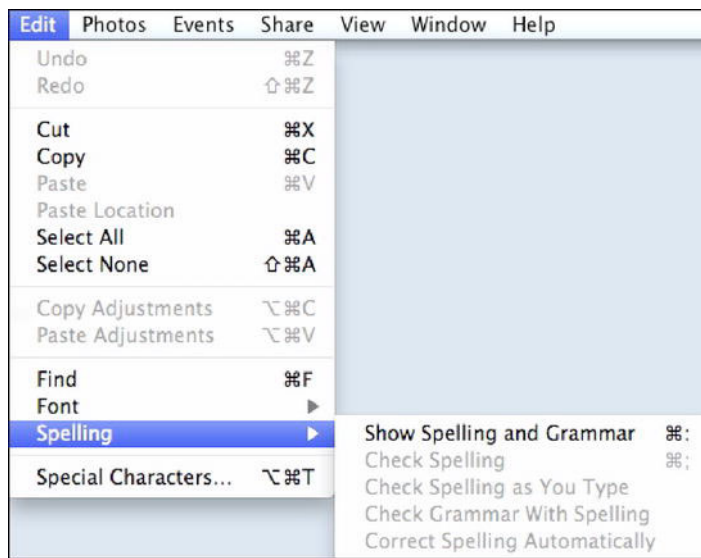 Edit Photos Events Share View Window Help
Undo ⌘Z
Redo ⇧⌘Z
Cut ⌘X
Copy ⌘C
Paste ⌘V
Paste Location
Select All ⌘A
Select None ⇧⌘A
Copy Adjustments ⌥⌘C
Paste Adjustments ⌥⌘V
Find ⌘F
Font ▶
Spelling ▶
Show Spelling and Grammar ⌘:
Check Spelling ⌘;
Check Spelling as You Type
Check Grammar With Spelling
Correct Spelling Automatically
Special Characters... ⌥⌘T